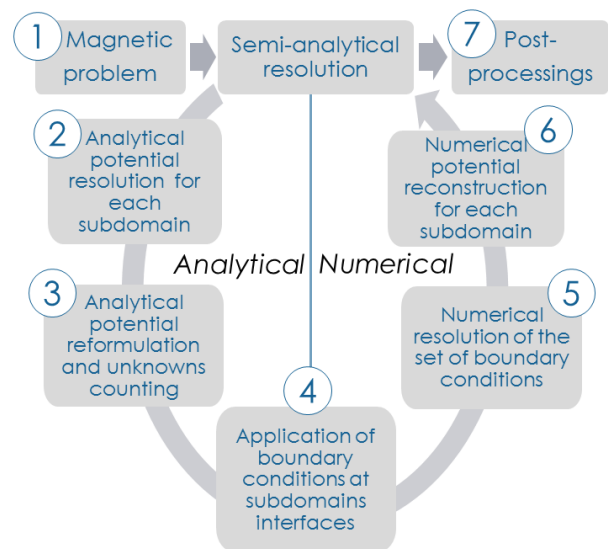 1
Magnetic
problem
Semi-analytical
resolution
7
Post-
processings
2
Analytical
potential
resolution for
each
subdomain
3
Analytical
potential
reformulation
and unknowns
counting
Analytical Numerical
4
Application of
boundary
conditions at
subdomains
interfaces
5
Numerical
resolution of the
set of boundary
conditions
6
Numerical
potential
reconstruction
for each
subdomain